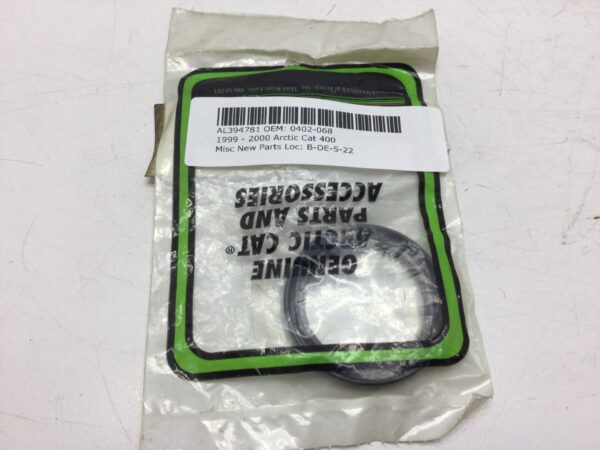 AL394781 OEM: 0402-068
1999 - 2000 Arctic Cat 400
Misc New Parts Loc: B-DE-5-22
GENUINE
ARCTIC CAT®
PARTS AND
ACCESSORIES